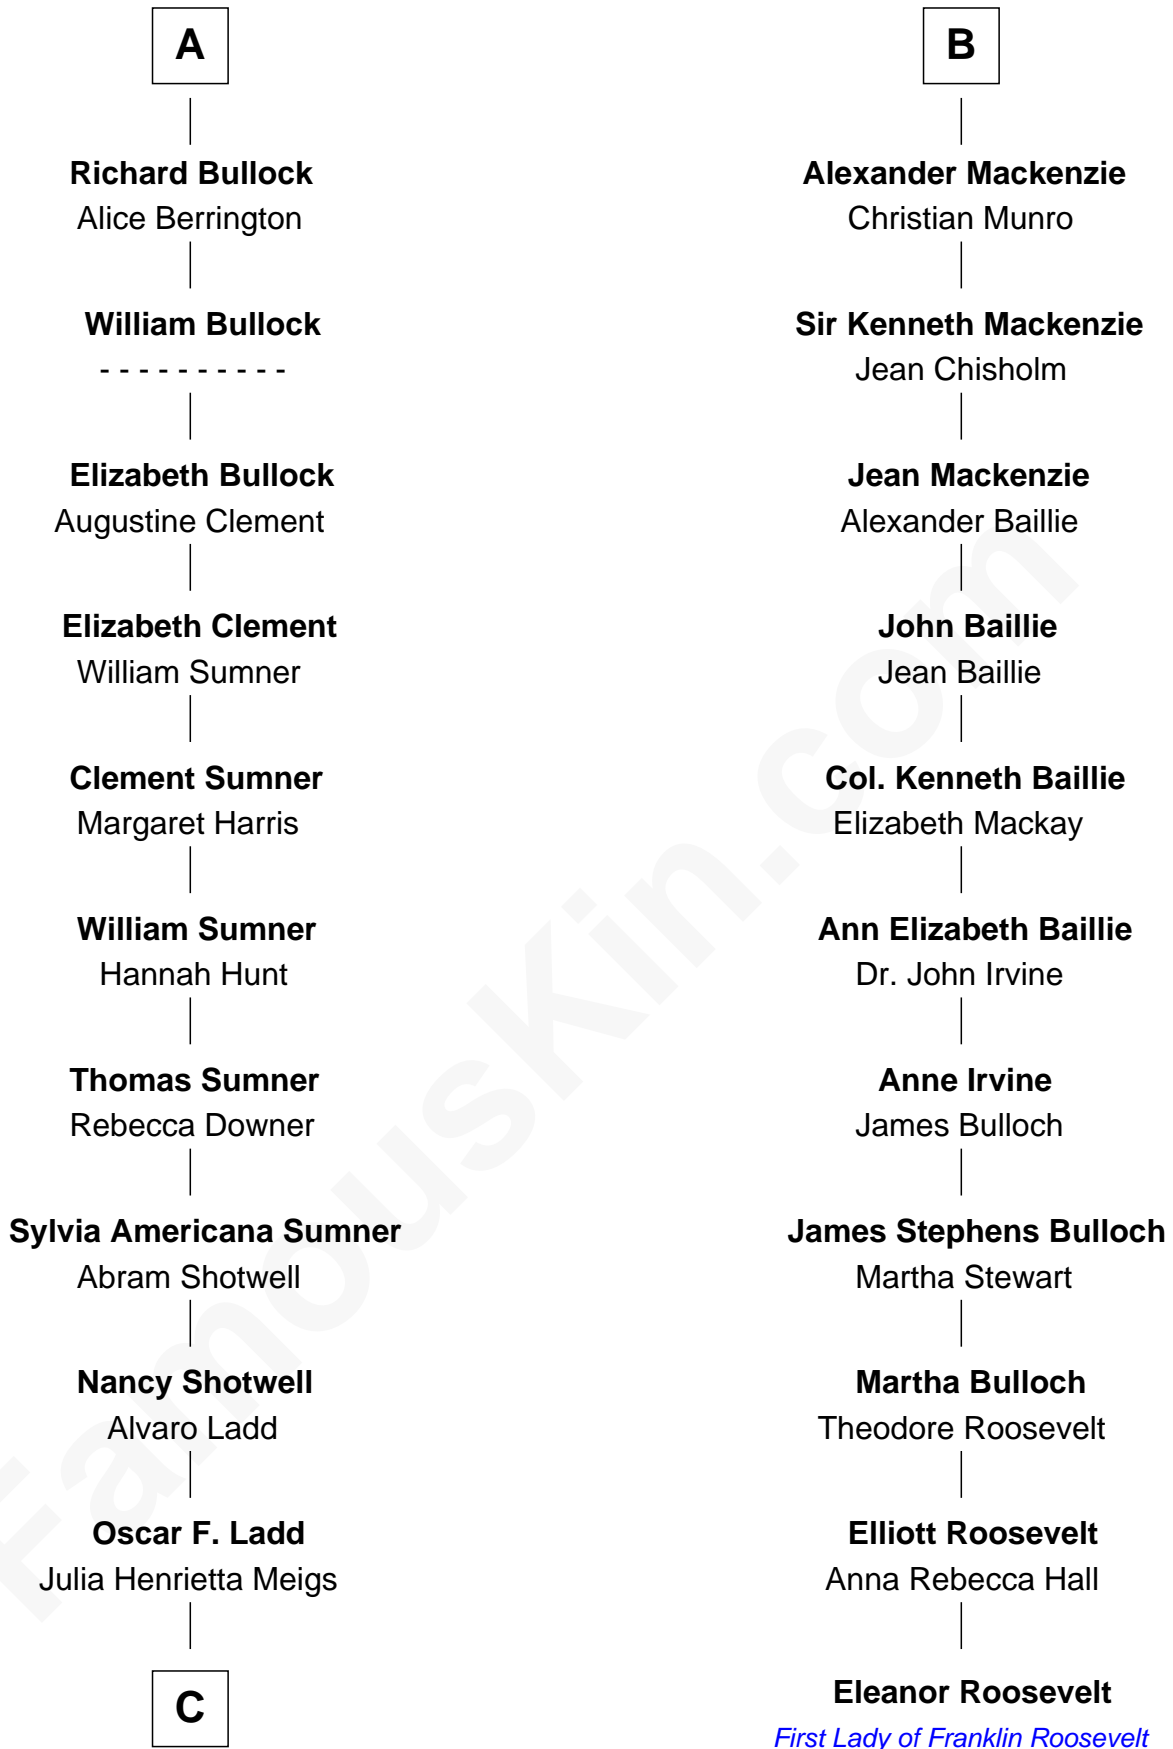 A
Richard Bullock
Alice Berrington
William Bullock
- - - - - - - - - -
Elizabeth Bullock
Augustine Clement
Elizabeth Clement
William Sumner
Clement Sumner
Margaret Harris
William Sumner
Hannah Hunt
Thomas Sumner
Rebecca Downer
Sylvia Americana Sumner
Abram Shotwell
Nancy Shotwell
Alvaro Ladd
Oscar F. Ladd
Julia Henrietta Meigs
C
B
Alexander Mackenzie
Christian Munro
Sir Kenneth Mackenzie
Jean Chisholm
Jean Mackenzie
Alexander Baillie
John Baillie
Jean Baillie
Col. Kenneth Baillie
Elizabeth Mackay
Ann Elizabeth Baillie
Dr. John Irvine
Anne Irvine
James Bulloch
James Stephens Bulloch
Martha Stewart
Martha Bulloch
Theodore Roosevelt
Elliott Roosevelt
Anna Rebecca Hall
Eleanor Roosevelt
First Lady of Franklin Roosevelt
FamousKin.com